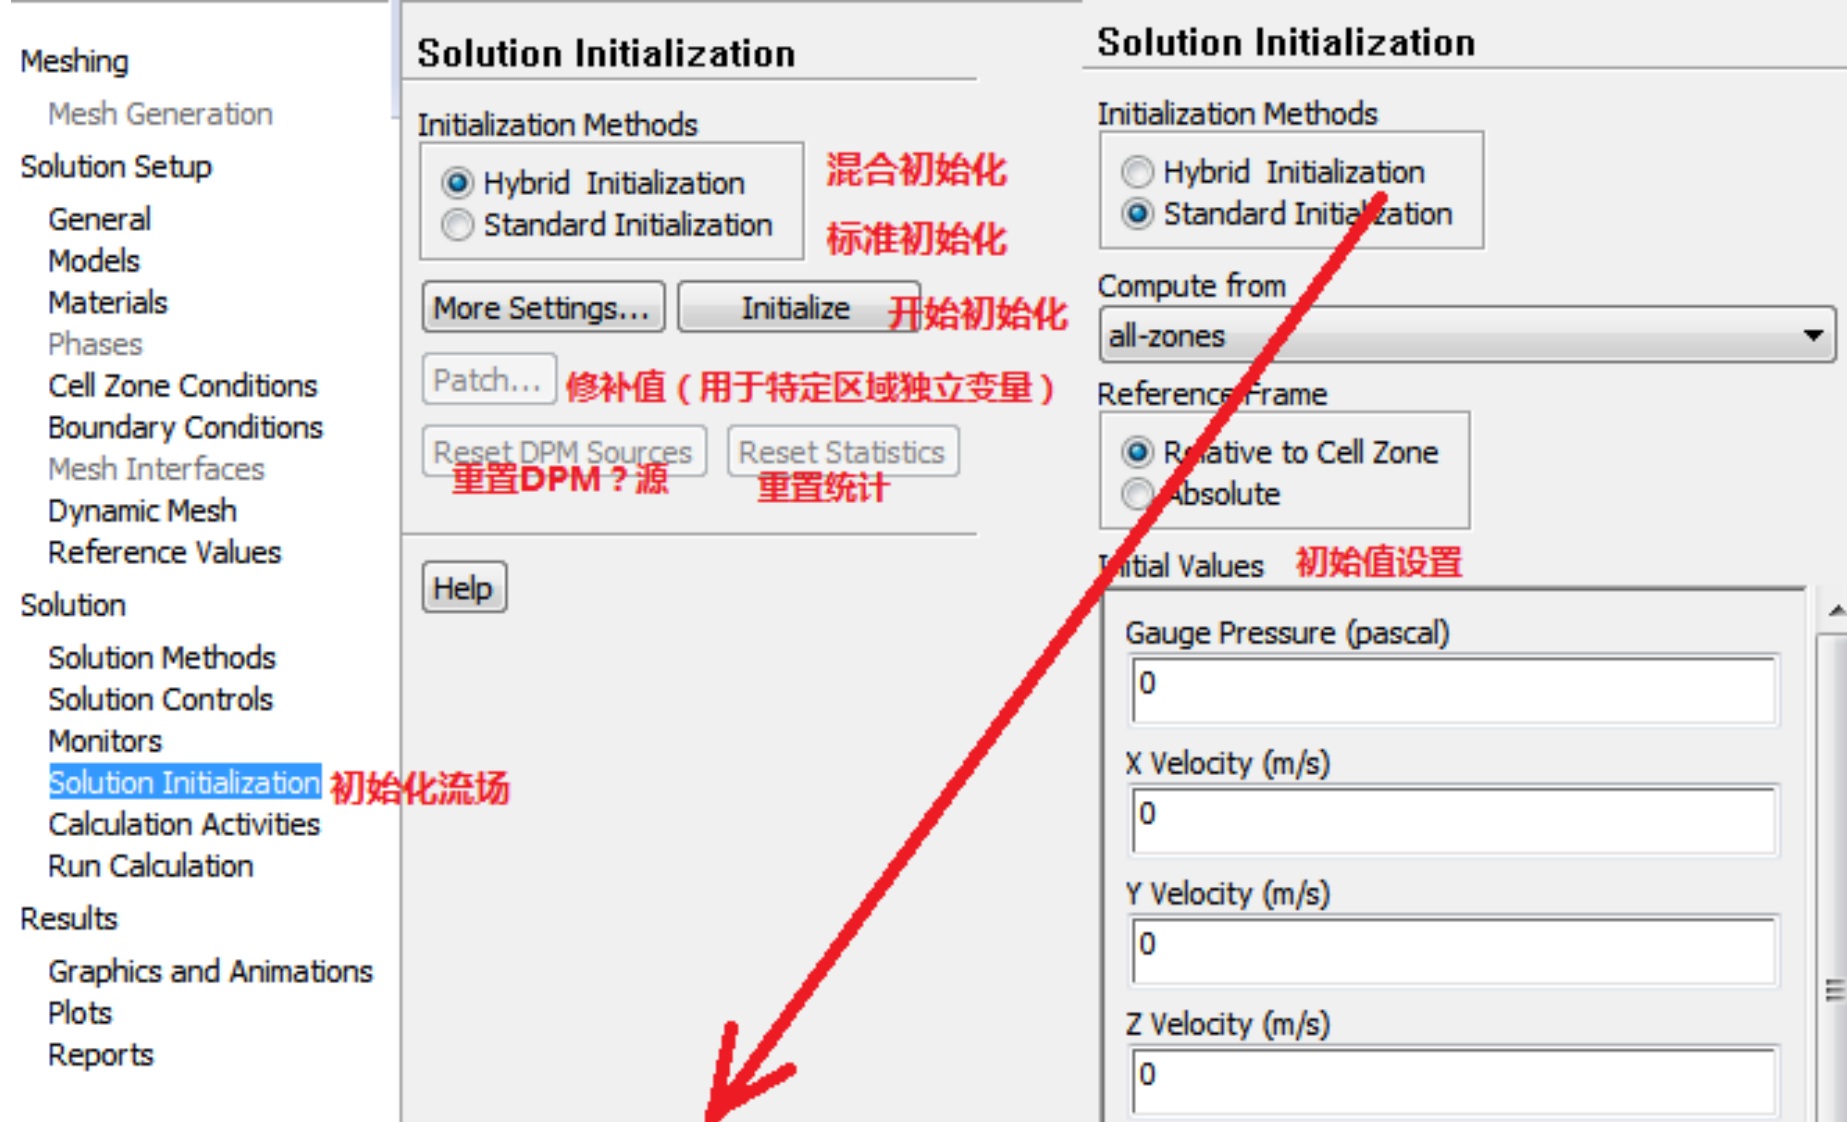 Meshing
Mesh Generation
Solution Setup
General
Models
Materials
Phases
Cell Zone Conditions
Boundary Conditions
Mesh Interfaces
Dynamic Mesh
Reference Values
Solution
Solution Methods
Solution Controls
Monitors
Solution Initialization 初始化流场
Calculation Activities
Run Calculation
Results
Graphics and Animations
Plots
Reports
Solution Initialization
Initialization Methods
Hybrid Initialization 混合初始化
Standard Initialization 标准初始化
More Settings... Initialize 开始初始化
Patch... 修补值（用于特定区域独立变量）
Reset DPM Sources Reset Statistics
重置DPM？源 重置统计
Help
Solution Initialization
Initialization Methods
Hybrid Initialization
Standard Initialization
Compute from
all-zones
Reference Frame
Relative to Cell Zone
Absolute
Initial Values 初始值设置
Gauge Pressure (pascal)
0
X Velocity (m/s)
0
Y Velocity (m/s)
0
Z Velocity (m/s)
0